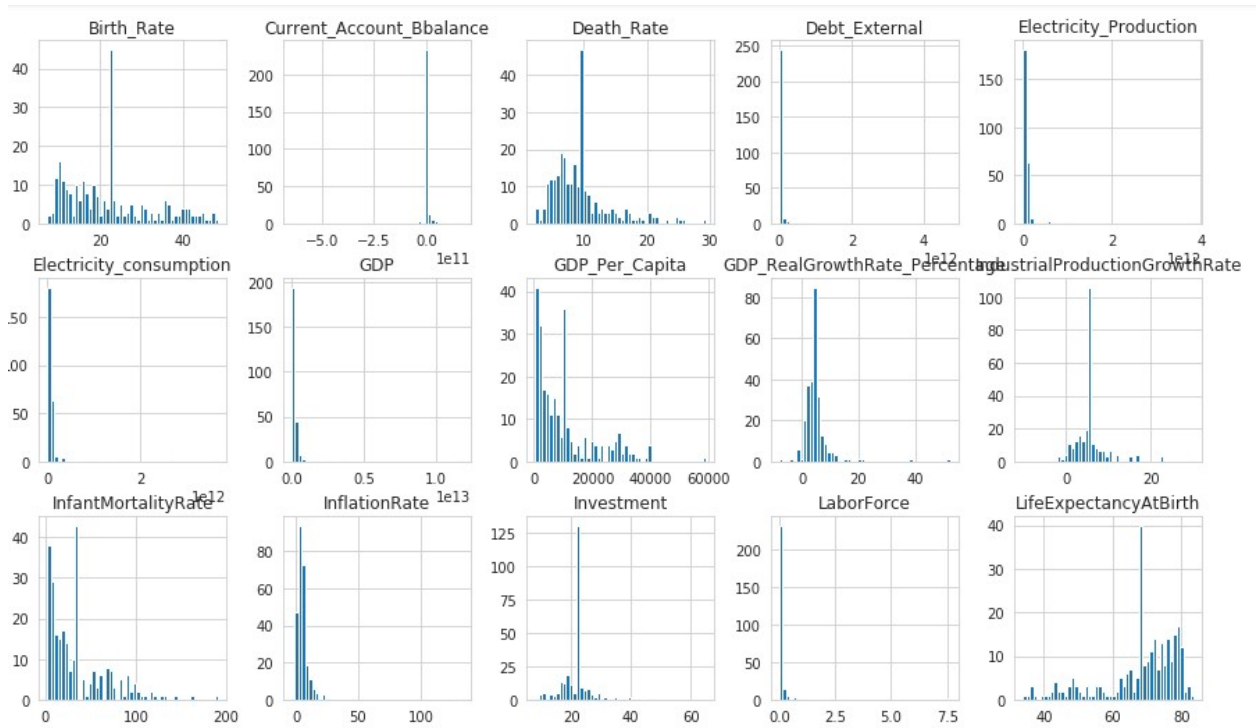 Birth_Rate Current_Account_Bbalance Death_Rate Debt_External Electricity_Production
40 200 40 250 150
30 150 30 200 100
20 100 20 150 50
10 50 10 100 0
0 0 0 50
0
20 40 −5.0 −2.5 0.0 10 20 30 0 2 4 0 2 4
1e11 1e12 1e12
Electricity_consumption GDP GDP_Per_Capita GDP_RealGrowthRate_Percentage IndustrialProductionGrowthRate
150 200 40 80 100
100 150 30 60 80
50 100 20 40 60
0 50 10 20 40
0 0 0 20
0
0 2 0.0 0.5 1.0 0 20000 40000 60000 0 20 40 0 20
1e12 1e13
InfantMortalityRate InflationRate Investment LaborForce LifeExpectancyAtBirth
40 80 125 200 40
30 60 100 150 30
20 40 75 100 20
10 20 50 50 10
0 0 25 0 0
0
0 100 200 0 50 100 20 40 60 0.0 2.5 5.0 7.5 40 60 80